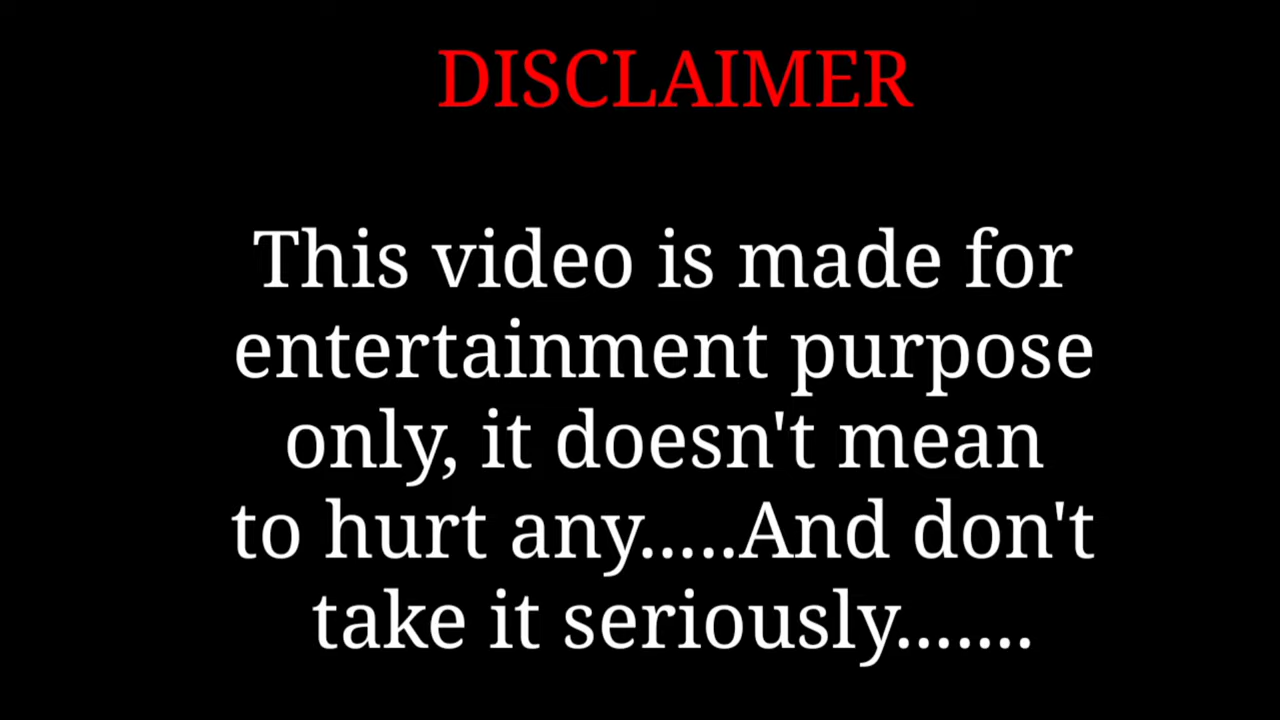 DISCLAIMER
This video is made for
entertainment purpose
only, it doesn't mean
to hurt any.....And don't
take it seriously.......